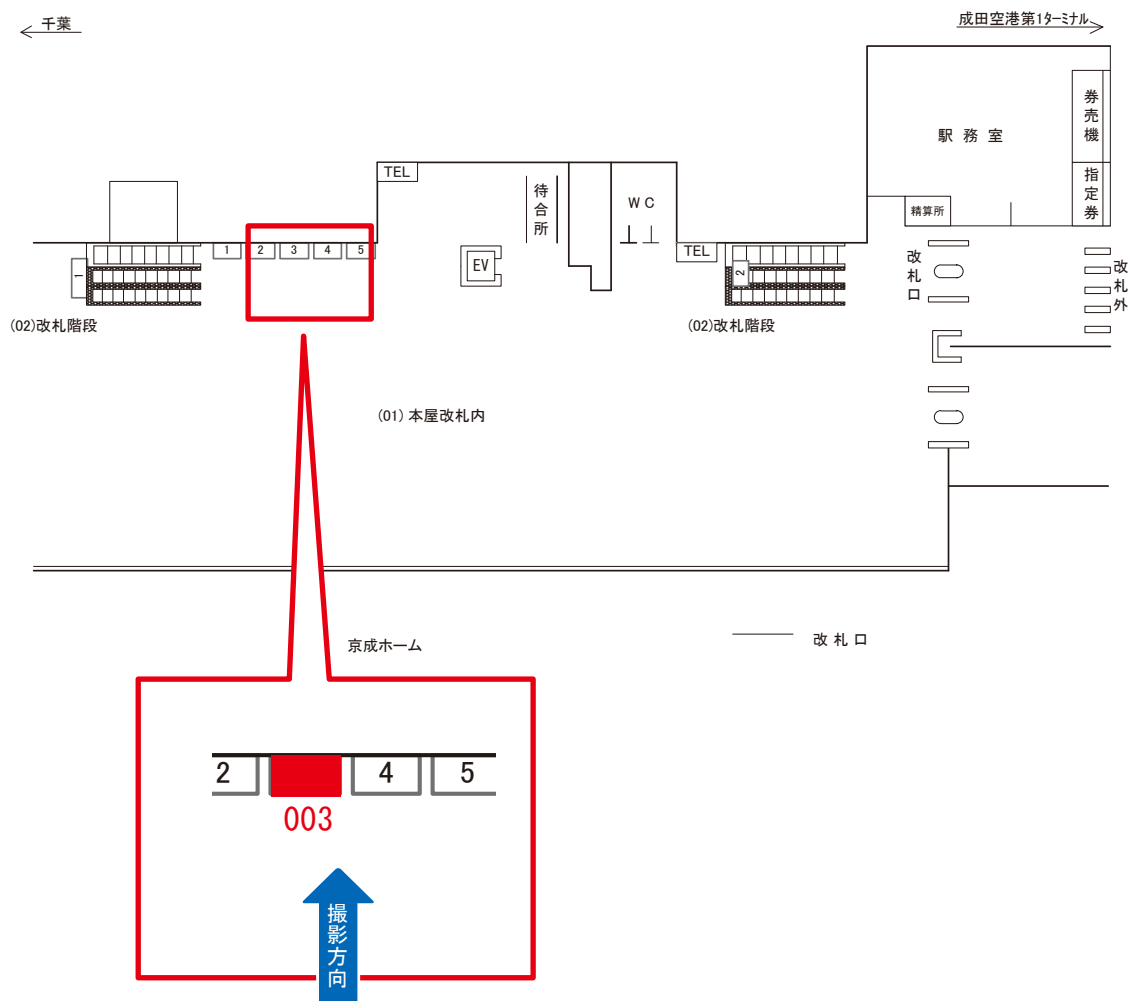 千葉
成田空港第1ターミナル
券売機
駅務室
指定券
精算所
TEL
待合所
WC
1
2
3
4
5
EV
TEL
改札口
改札外
1
2
(02)改札階段
(02)改札階段
(01)本屋改札内
京成ホーム
改札口
2
4
5
003
撮影方向